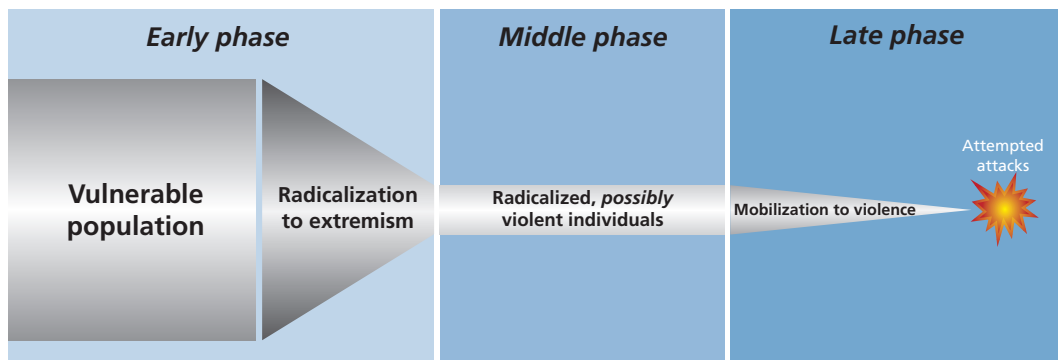 Early phase
Middle phase
Late phase
Vulnerable
population
Radicalization
to extremism
Radicalized, possibly
violent individuals
Mobilization to violence
Attempted
attacks